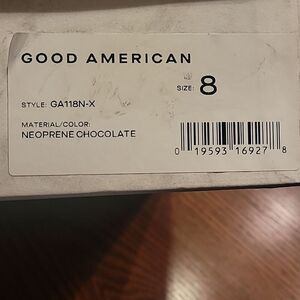 GOOD AMERICAN
SIZE: 8
STYLE: GA118N-X
MATERIAL/COLOR:
NEOPRENE CHOCOLATE
0 19593 16927 8